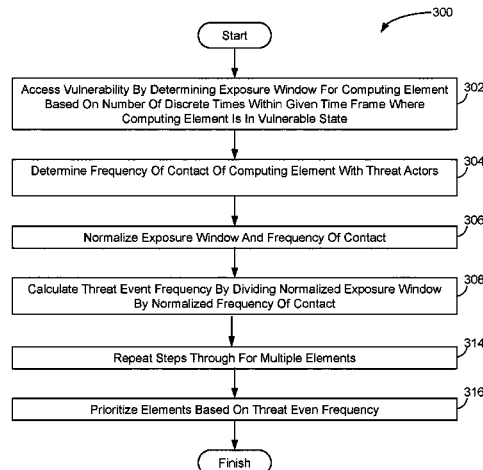 300
Start
Access Vulnerability By Determining Exposure Window For Computing Element
Based On Number Of Discrete Times Within Given Time Frame Where
Computing Element Is In Vulnerable State
302
Determine Frequency Of Contact Of Computing Element With Threat Actors
304
Normalize Exposure Window And Frequency Of Contact
306
Calculate Threat Event Frequency By Dividing Normalized Exposure Window
By Normalized Frequency Of Contact
308
Repeat Steps Through For Multiple Elements
314
Prioritize Elements Based On Threat Even Frequency
316
Finish